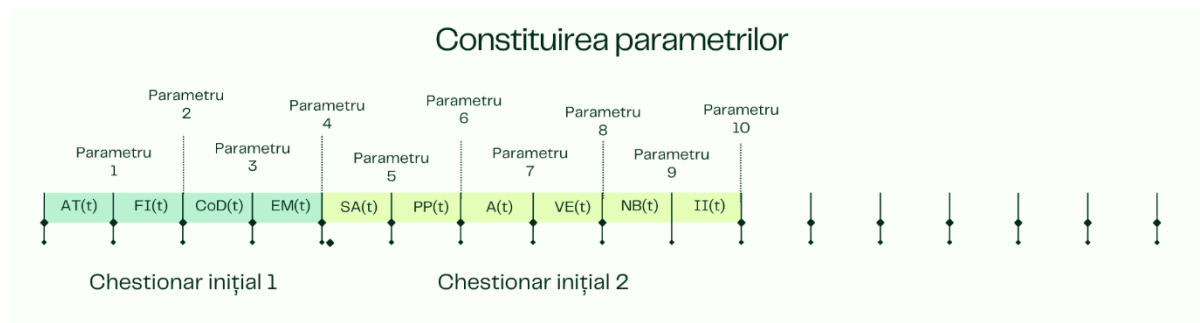 Constituirea parametrilor
Parametru
1
Parametru
2
Parametru
3
Parametru
4
Parametru
5
Parametru
6
Parametru
7
Parametru
8
Parametru
9
Parametru
10
AT(t) FI(t) CoD(t) EM(t) SA(t) PP(t) A(t) VE(t) NB(t) II(t)
Chestionar inițial 1 Chestionar inițial 2